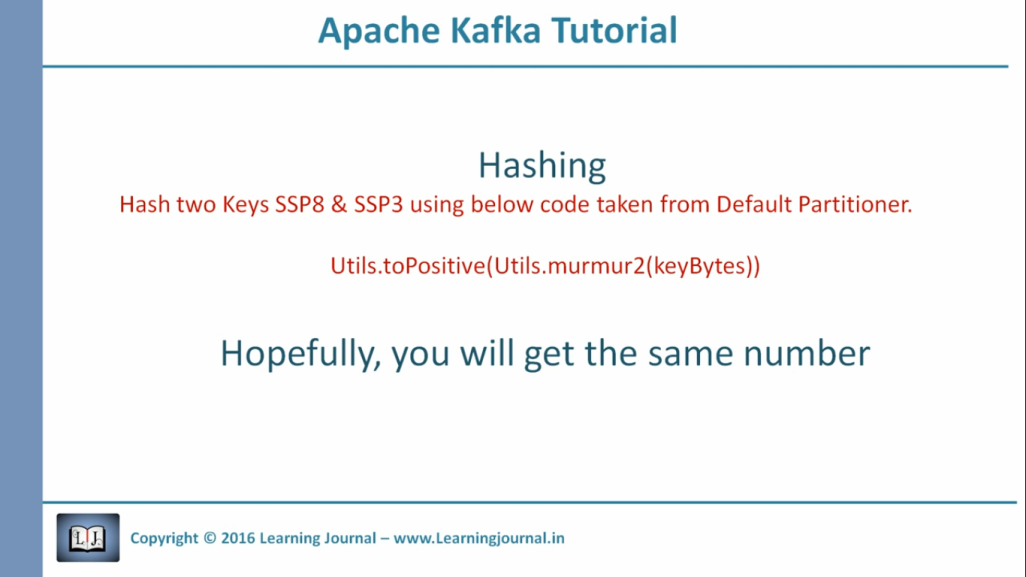 Apache Kafka Tutorial
Hashing
Hash two Keys SSP8 & SSP3 using below code taken from Default Partitioner.
Utils.toPositive(Utils.murmur2(keyBytes))
Hopefully, you will get the same number
LJ
Copyright © 2016 Learning Journal – www.Learningjournal.in